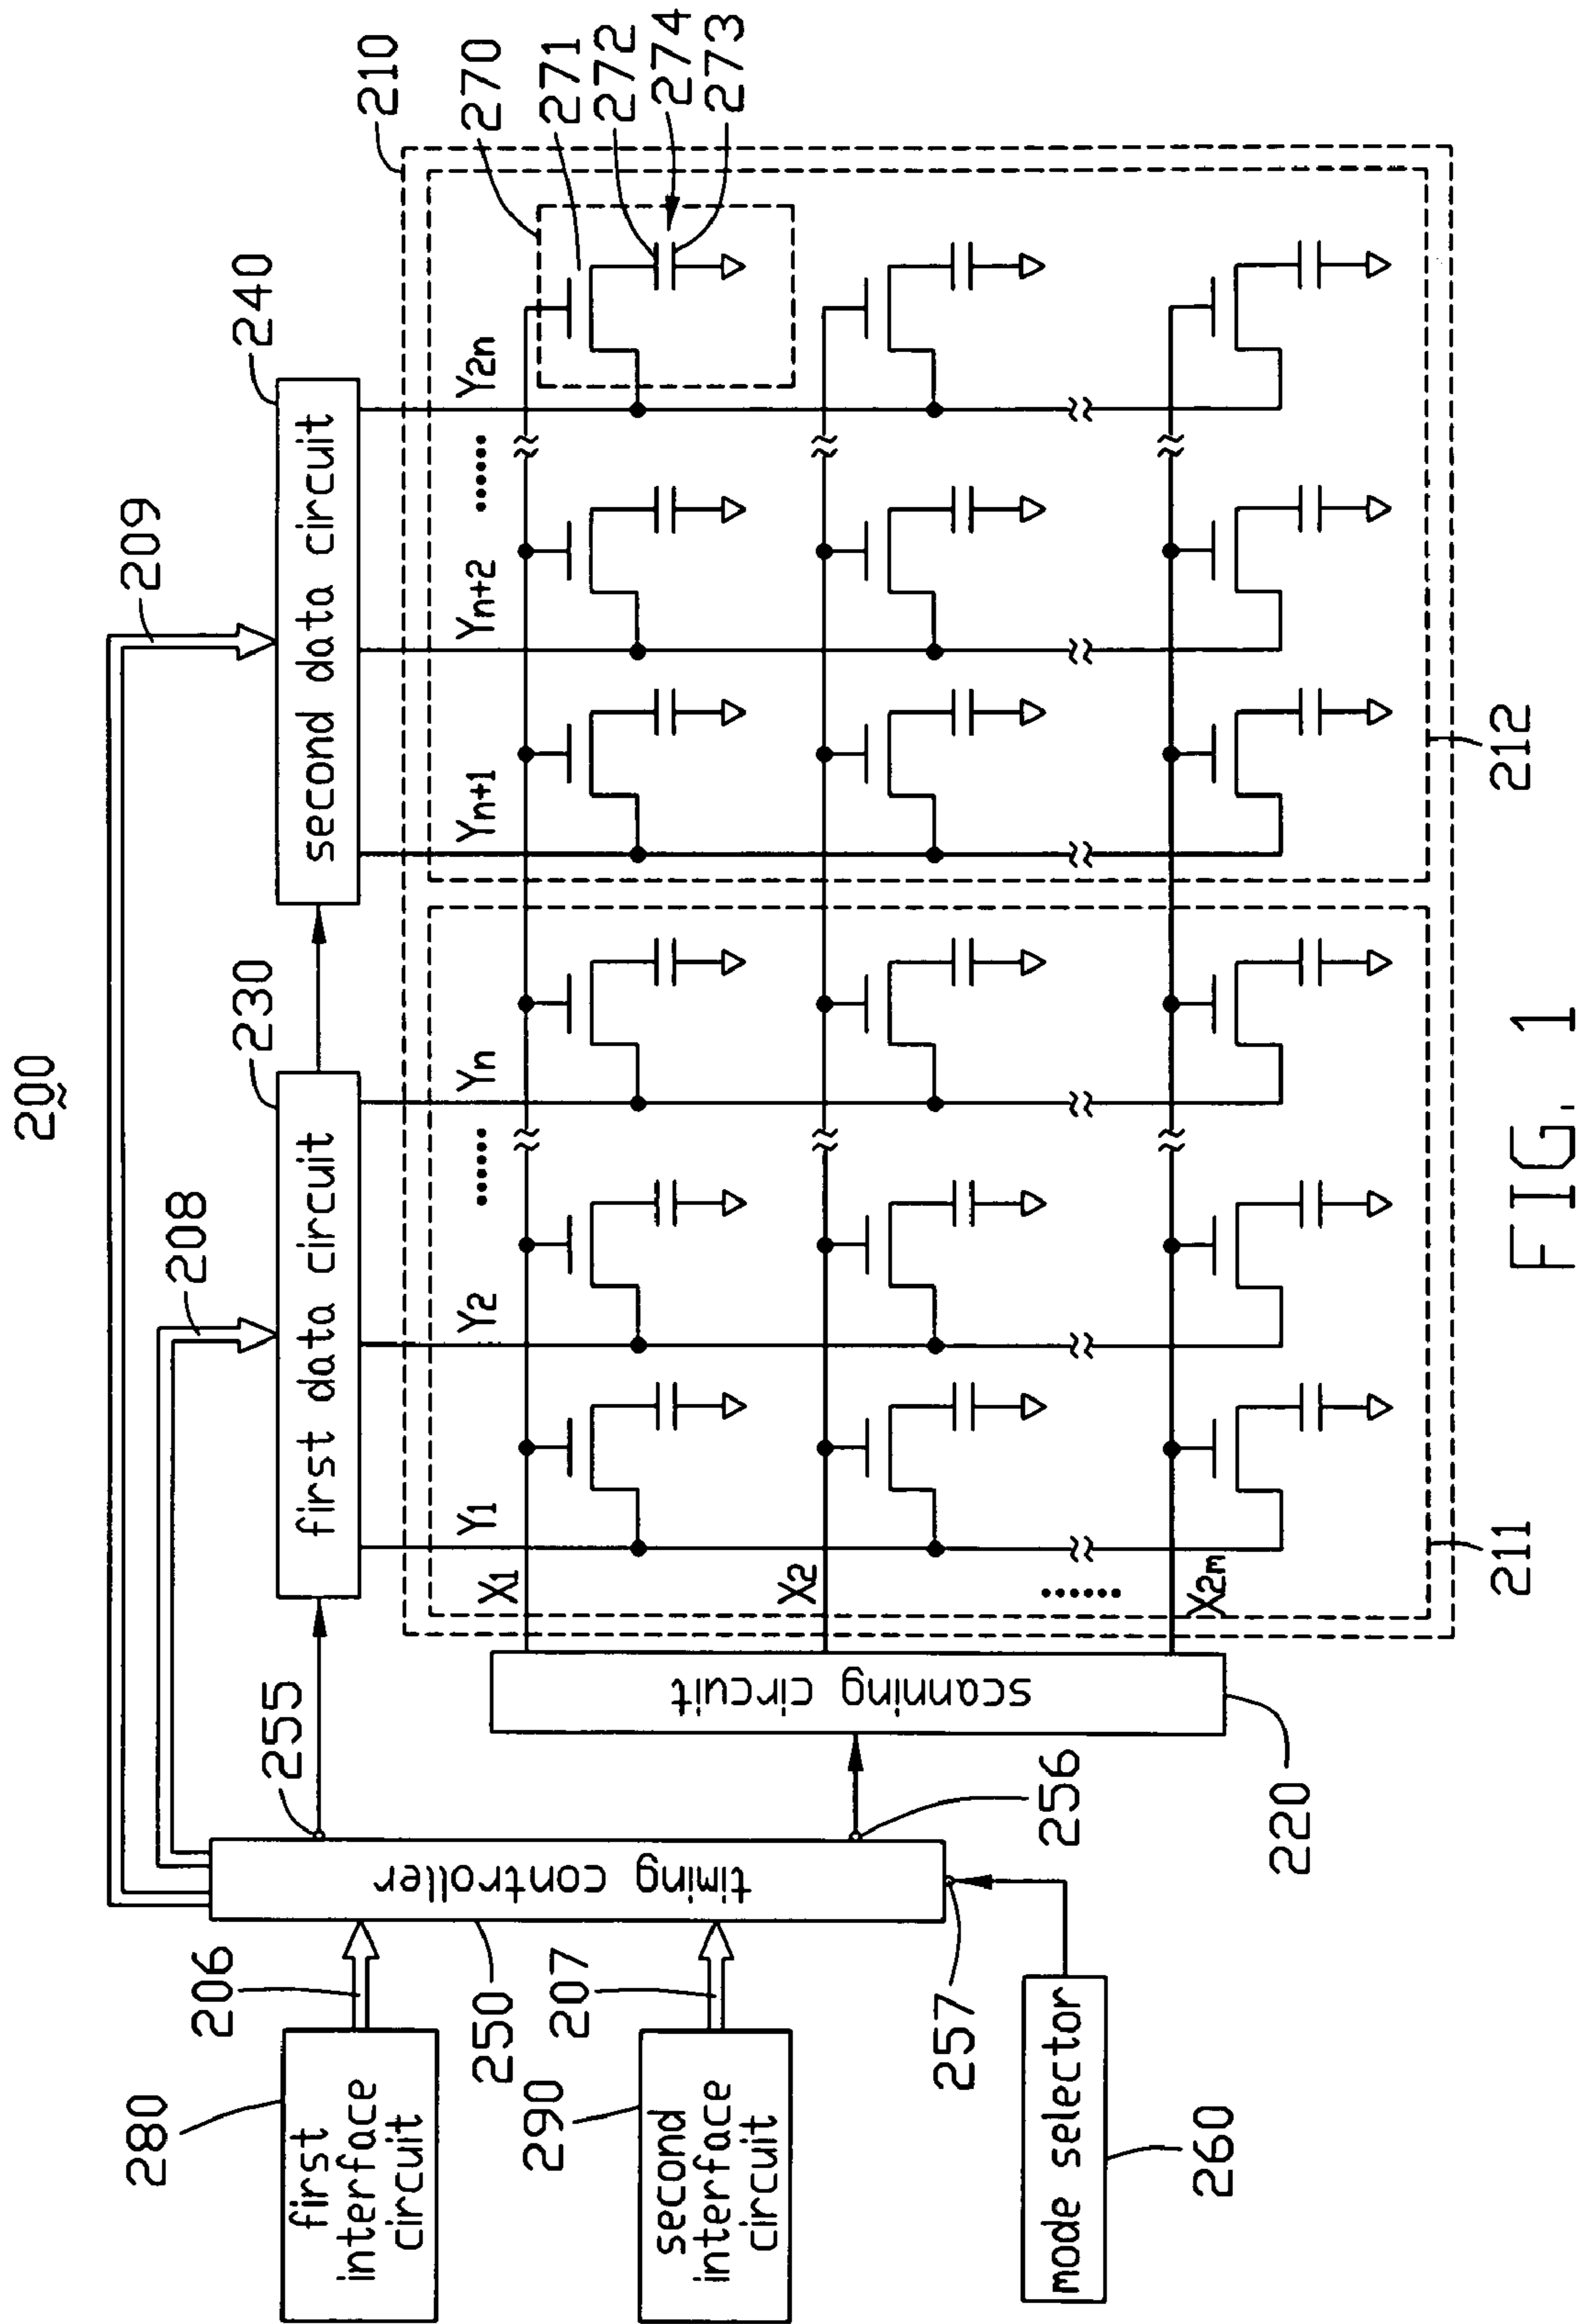 200
209
208
206
207
280
first
interface
circuit
290
second
interface
circuit
250
timing controller
255
256
257
mode selector
260
230
first data circuit
240
second data circuit
scanning circuit
220
210
270
271
272
274
273
Y1
Y2
......
Yn
Yn+1
Yn+2
......
Y2n
X1
X2
......
X2m
211
212
FIG. 1